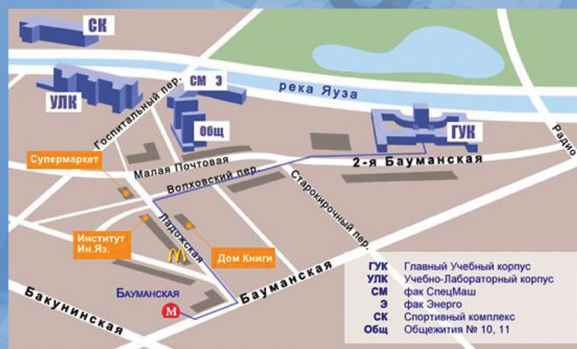 СК
УЛК
Госпитальный пер.
СМ Э
река Яуза
Общ
ГУК
Радио
Супермаркет
Малая Почтовая
2-я Бауманская
Волховский пер.
Старокирочный пер.
Институт
Ин.Яз.
Ладожская
Дом Книги
Бауманская
Бакунинская
Бауманская
М
ГУК Главный Учебный корпус
УЛК Учебно-Лабораторный корпус
СМ фак СпецМаш
Э фак Энерго
СК Спортивный комплекс
Общ Общежития № 10, 11